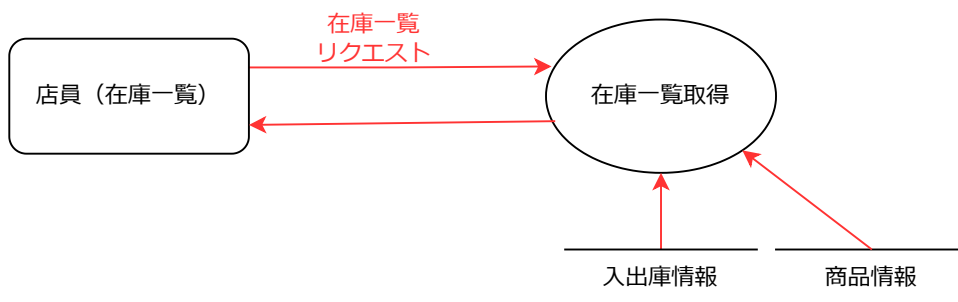 在庫一覧
リクエスト
店員（在庫一覧）
在庫一覧取得
入出庫情報
商品情報